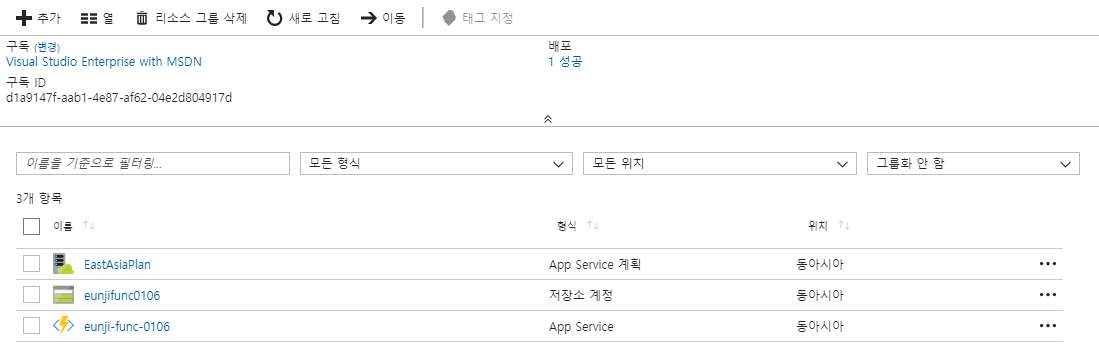 추가 열 리소스 그룹 삭제 새로 고침 이동 태그 지정
구독 (변경)
Visual Studio Enterprise with MSDN
구독 ID
d1a9147f-aab1-4e87-af62-04e2d804917d
배포
1 성공
이름을 기준으로 필터링... 모든 형식 모든 위치 그룹화 안 함
3개 항목
이름 형식 위치
EastAsiaPlan App Service 계획 동아시아
eunjifunc0106 저장소 계정 동아시아
eunji-func-0106 App Service 동아시아